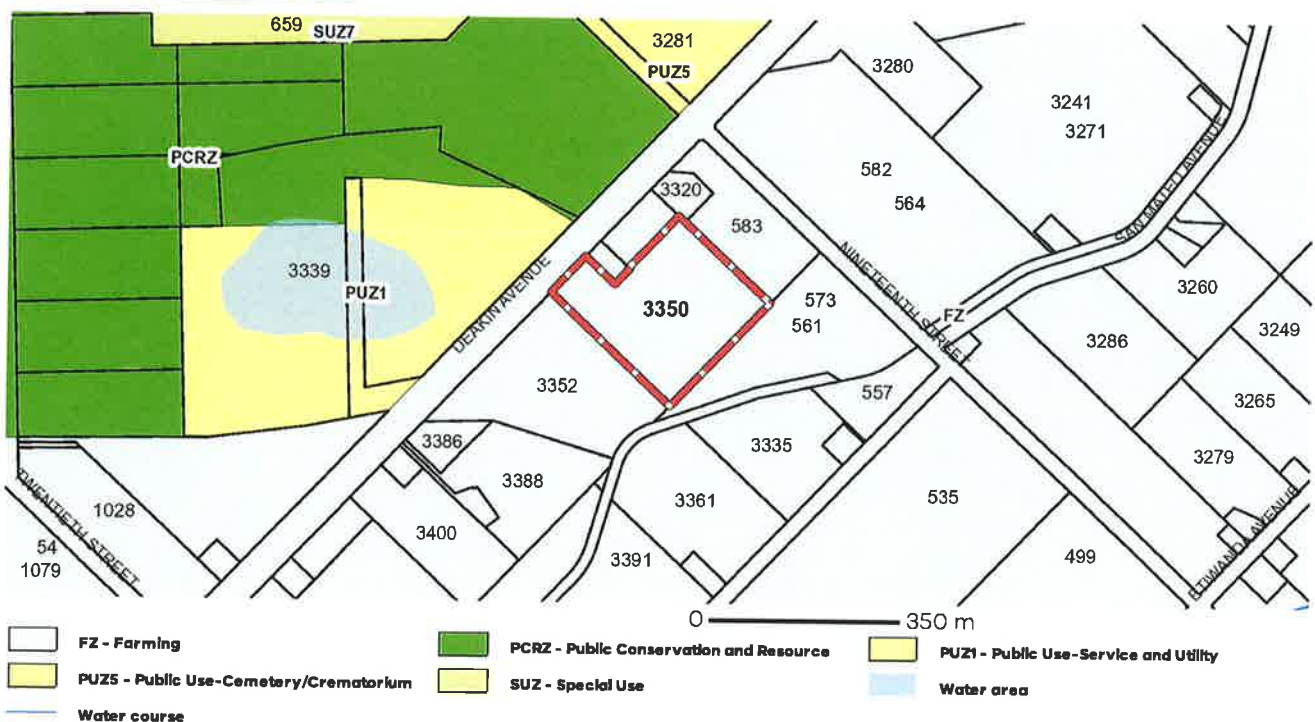 659
SUZ7
3281
PUZ5
3280
3241
3271
PCRZ
582
564
SAN MATEO AVENUE
3320
583
NINETEENTH STREET
3339
PUZ1
DEAKIN AVENUE
3350
573
561
FZ
3260
3249
3286
3352
557
3265
3386
3335
3279
3388
3361
535
TWENTIETH STREET
1028
3400
54
1079
3391
499
ETIWANDA AVENUE
0 350 m
FZ - Farming
PCRZ - Public Conservation and Resource
PUZ1 - Public Use-Service and Utility
PUZ5 - Public Use-Cemetery/Crematorium
SUZ - Special Use
Water area
Water course